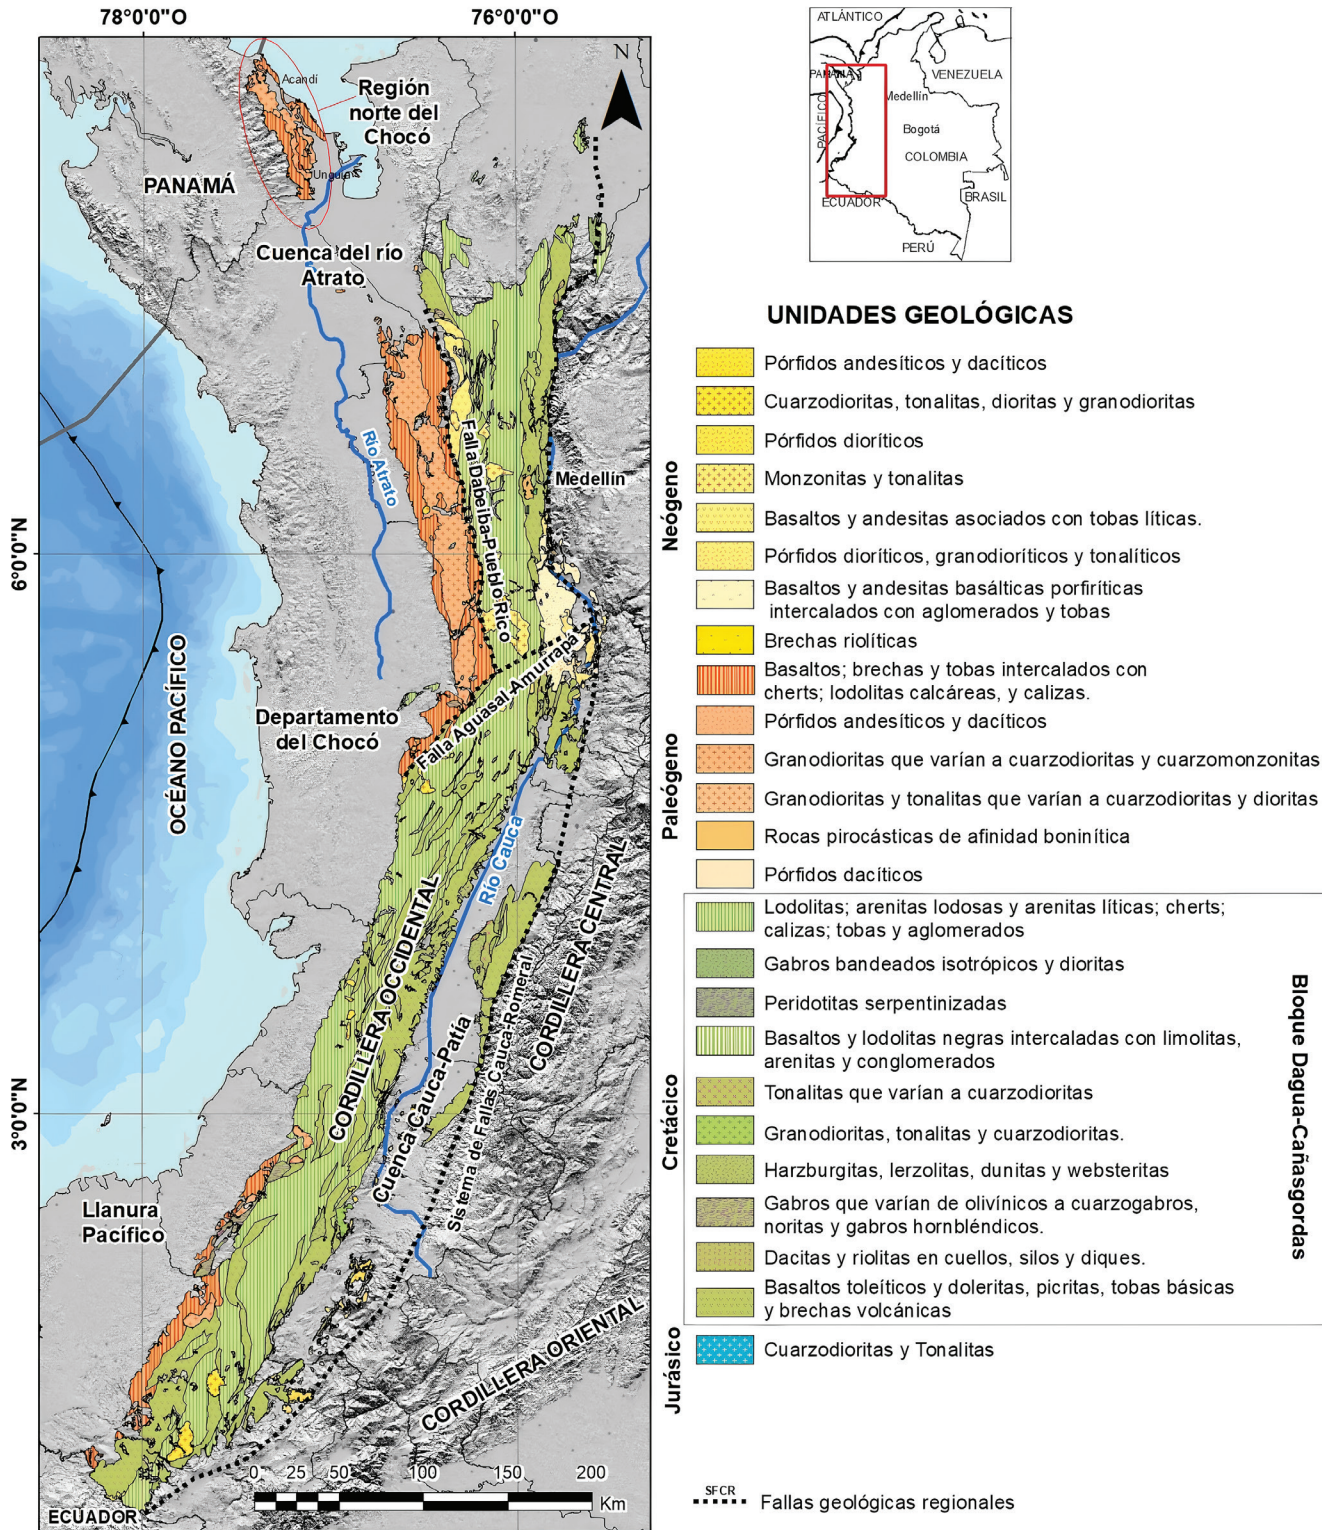 78°0'0"O
76°0'0"O
N
Acandí
Región
norte del
Chocó
Unguía
PANAMÁ
Cuenca del río
Atrato
Río Atrato
Falla Dabeiba-Pueblo Rico
Medellín
6°0'0"N
OCÉANO PACÍFICO
Departamento
del Chocó
Falla Aguasal Amurrapá
Río Cauca
CORDILLERA OCCIDENTAL
CORDILLERA CENTRAL
Cuenca Cauca-Patía
Sistema de Fallas Cauca-Romeral
3°0'0"N
Llanura
Pacífico
CORDILLERA ORIENTAL
0 25 50 100 150 200
Km
ECUADOR
ATLÁNTICO
PANAMA
VENEZUELA
PACÍFICO
Medellín
Bogotá
COLOMBIA
BRASIL
ECUADOR
PERÚ
UNIDADES GEOLÓGICAS
Neógeno
Pórfidos andesíticos y dacíticos
Cuarzodioritas, tonalitas, dioritas y granodioritas
Pórfidos dioríticos
Monzonitas y tonalitas
Basaltos y andesitas asociados con tobas líticas.
Pórfidos dioríticos, granodioríticos y tonalíticos
Basaltos y andesitas basálticas porfiríticas
intercalados con aglomerados y tobas
Brechas riolíticas
Paleógeno
Basaltos; brechas y tobas intercalados con
cherts; lodolitas calcáreas, y calizas.
Pórfidos andesíticos y dacíticos
Granodioritas que varían a cuarzodioritas y cuarzomonzonitas
Granodioritas y tonalitas que varían a cuarzodioritas y dioritas
Rocas pirocásticas de afinidad boninítica
Pórfidos dacíticos
Cretácico
Lodolitas; arenitas lodosas y arenitas líticas; cherts;
calizas; tobas y aglomerados
Gabros bandeados isotrópicos y dioritas
Peridotitas serpentinizadas
Basaltos y lodolitas negras intercaladas con limolitas,
arenitas y conglomerados
Tonalitas que varían a cuarzodioritas
Granodioritas, tonalitas y cuarzodioritas.
Harzburgitas, lerzolitas, dunitas y websteritas
Gabros que varían de olivínicos a cuarzogabros,
noritas y gabros hornbléndicos.
Dacitas y riolitas en cuellos, silos y diques.
Basaltos toleíticos y doleritas, picritas, tobas básicas
y brechas volcánicas
Bloque Dagua-Cañasgordas
Jurásico
Cuarzodioritas y Tonalitas
SFCR
Fallas geológicas regionales